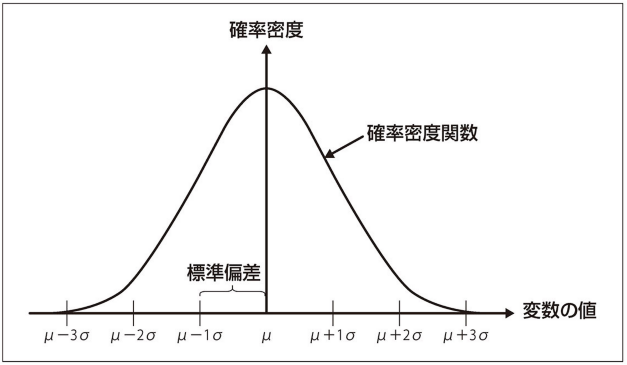 確率密度
確率密度関数
標準偏差
変数の値
μ−3σ μ−2σ μ−1σ μ μ+1σ μ+2σ μ+3σ